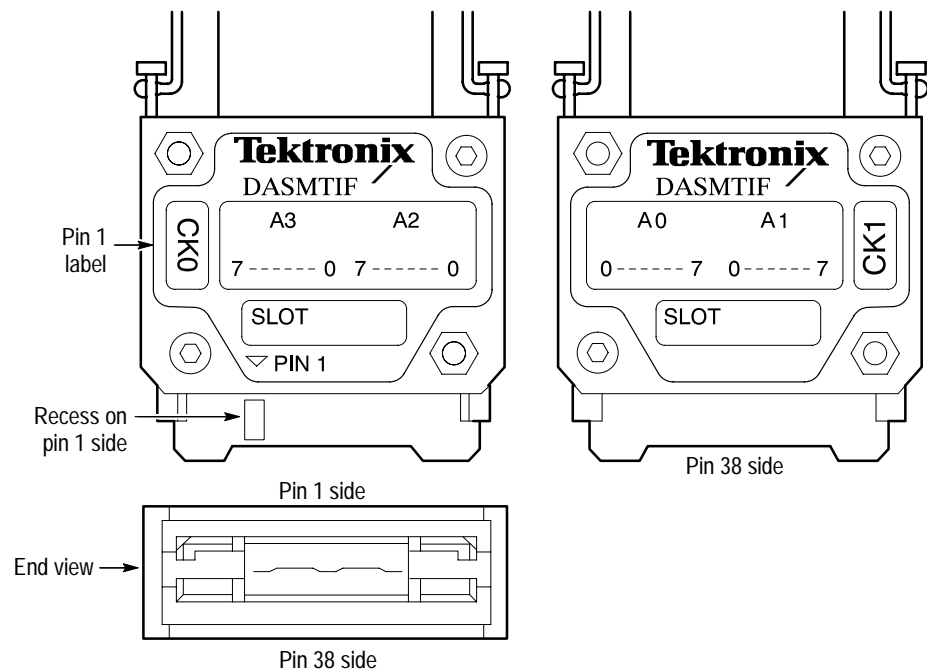 Tektronix
DASMTIF
A3 A2
7 - - - - - - 0 7 - - - - - - 0
CK0
SLOT
PIN 1
Pin 1
label
Recess on
pin 1 side
Pin 1 side
Tektronix
DASMTIF
A0 A1
0 - - - - - - 7 0 - - - - - - 7
CK1
SLOT
Pin 38 side
End view
Pin 38 side